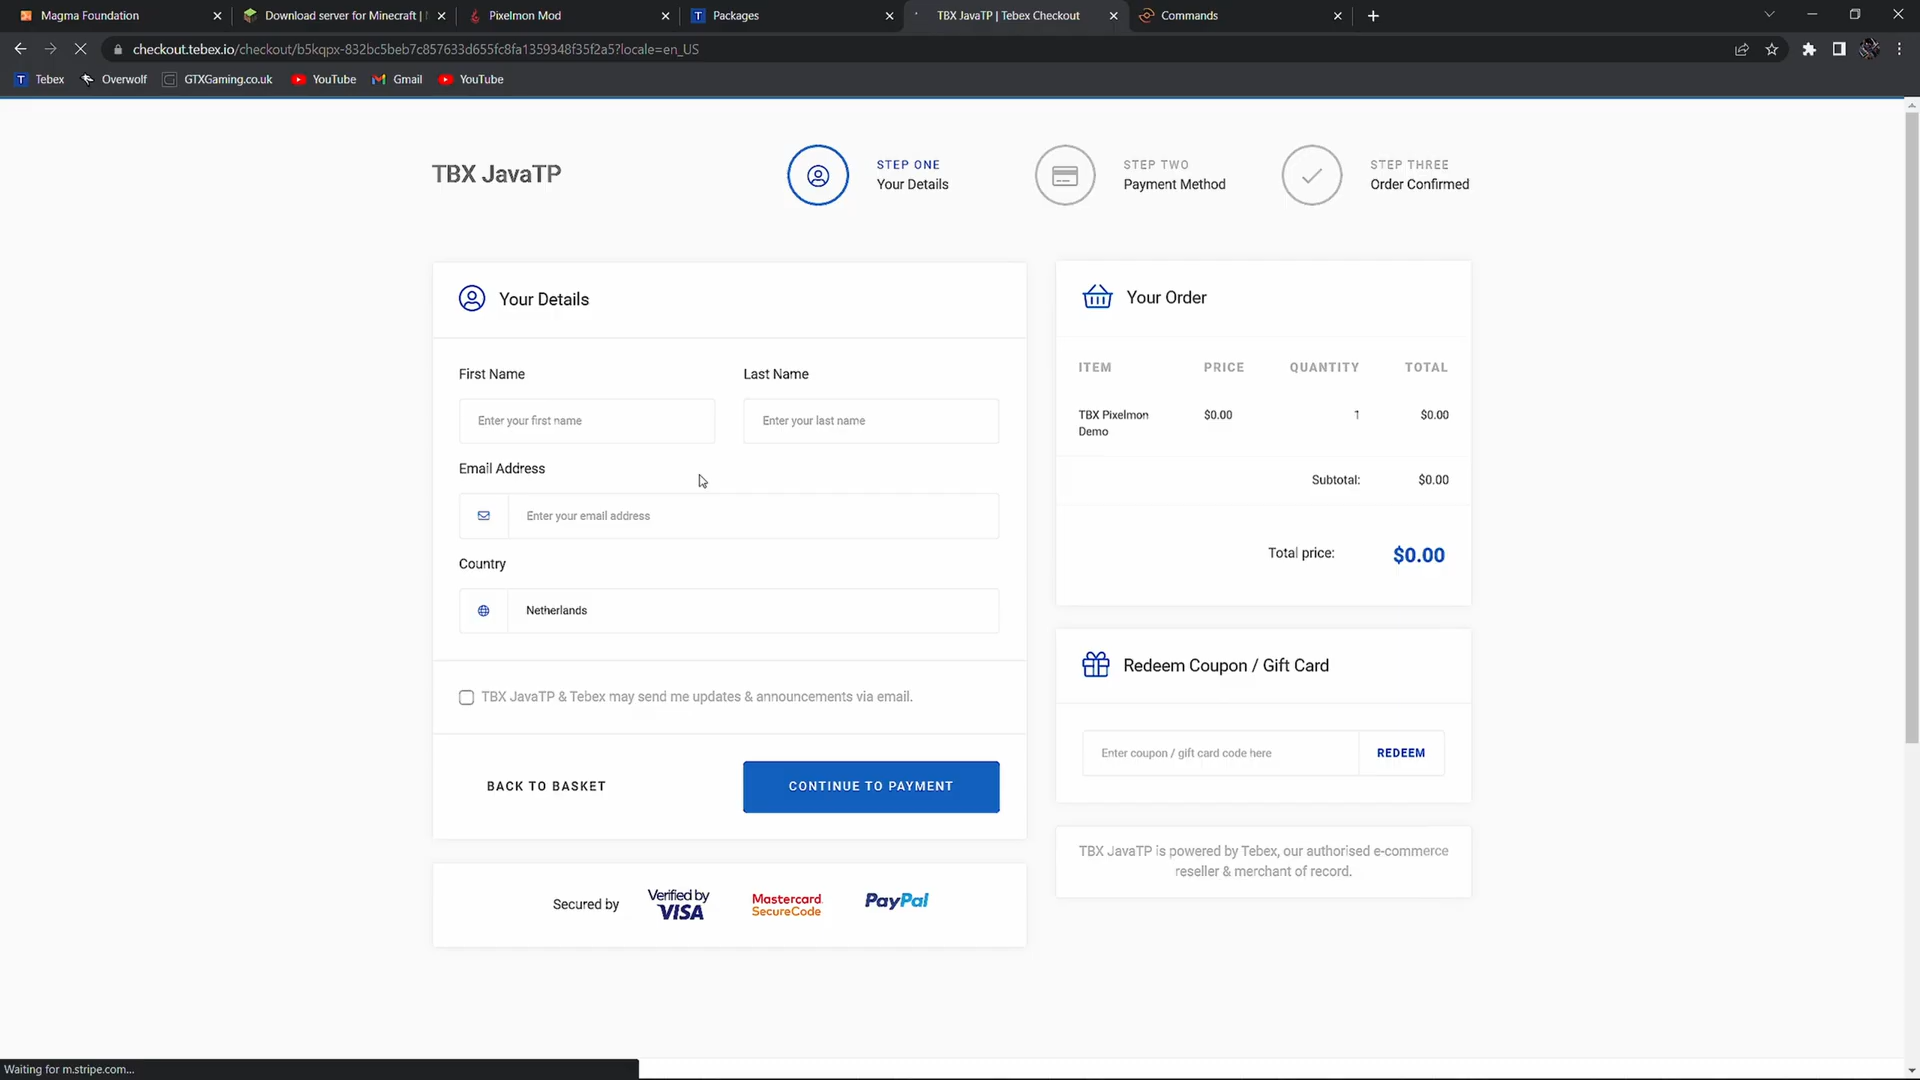 Magma Foundation
Download server for Minecraft |
Pixelmon Mod
Packages
TBX JavaTP | Tebex Checkout
Commands
checkout.tebex.io/checkout/b5kqpx-832bc5beb7c857633d655fc8fa1359348f35f2a5?locale=en_US
Tebex
Overwolf
GTXGaming.co.uk
YouTube
Gmail
YouTube
TBX JavaTP
STEP ONE
Your Details
STEP TWO
Payment Method
STEP THREE
Order Confirmed
Your Details
First Name
Last Name
Enter your first name
Enter your last name
Email Address
Enter your email address
Country
Netherlands
TBX JavaTP & Tebex may send me updates & announcements via email.
BACK TO BASKET
CONTINUE TO PAYMENT
Secured by
Verified by
VISA
Mastercard.
SecureCode
PayPal
Your Order
ITEM PRICE QUANTITY TOTAL
TBX Pixelmon
Demo
$0.00 1 $0.00
Subtotal: $0.00
Total price: $0.00
Redeem Coupon / Gift Card
Enter coupon / gift card code here
REDEEM
TBX JavaTP is powered by Tebex, our authorised e-commerce
reseller & merchant of record.
Waiting for m.stripe.com...